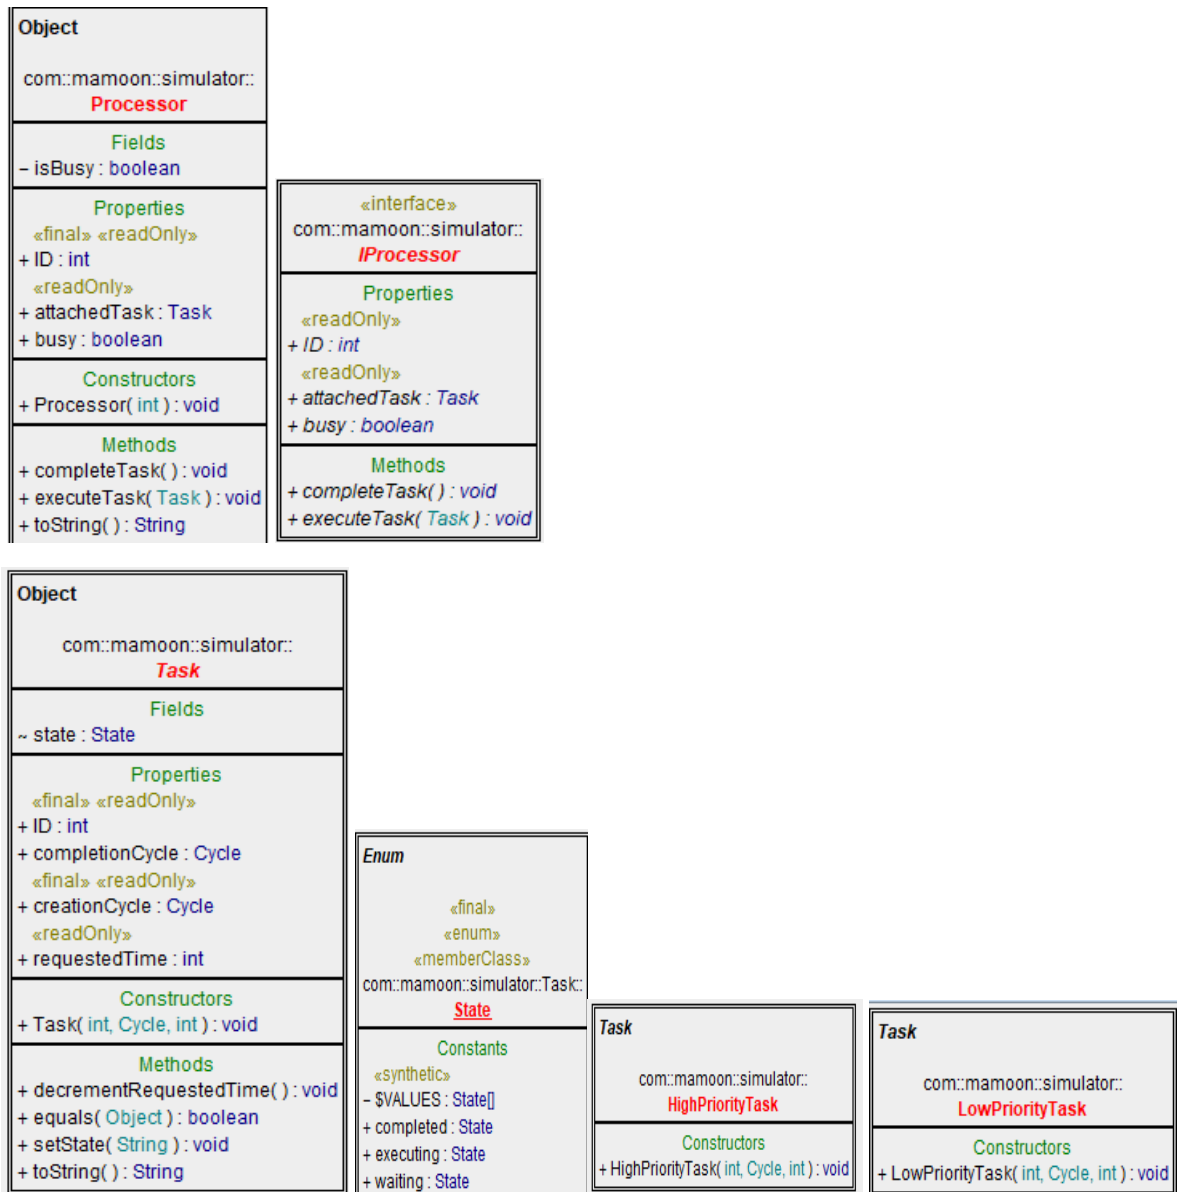 Object
com::mamoon::simulator::
Processor
Fields
– isBusy : boolean
Properties
«final» «readOnly»
+ ID : int
«readOnly»
+ attachedTask : Task
+ busy : boolean
Constructors
+ Processor( int ) : void
Methods
+ completeTask( ) : void
+ executeTask( Task ) : void
+ toString( ) : String
«interface»
com::mamoon::simulator::
IProcessor
Properties
«readOnly»
+ ID : int
«readOnly»
+ attachedTask : Task
+ busy : boolean
Methods
+ completeTask( ) : void
+ executeTask( Task ) : void
Object
com::mamoon::simulator::
Task
Fields
~ state : State
Properties
«final» «readOnly»
+ ID : int
+ completionCycle : Cycle
«final» «readOnly»
+ creationCycle : Cycle
«readOnly»
+ requestedTime : int
Constructors
+ Task( int, Cycle, int ) : void
Methods
+ decrementRequestedTime( ) : void
+ equals( Object ) : boolean
+ setState( String ) : void
+ toString( ) : String
Enum
«final»
«enum»
«memberClass»
com::mamoon::simulator::Task::
State
Constants
«synthetic»
– $VALUES : State[]
+ completed : State
+ executing : State
+ waiting : State
Task
com::mamoon::simulator::
HighPriorityTask
Constructors
+ HighPriorityTask( int, Cycle, int ) : void
Task
com::mamoon::simulator::
LowPriorityTask
Constructors
+ LowPriorityTask( int, Cycle, int ) : void